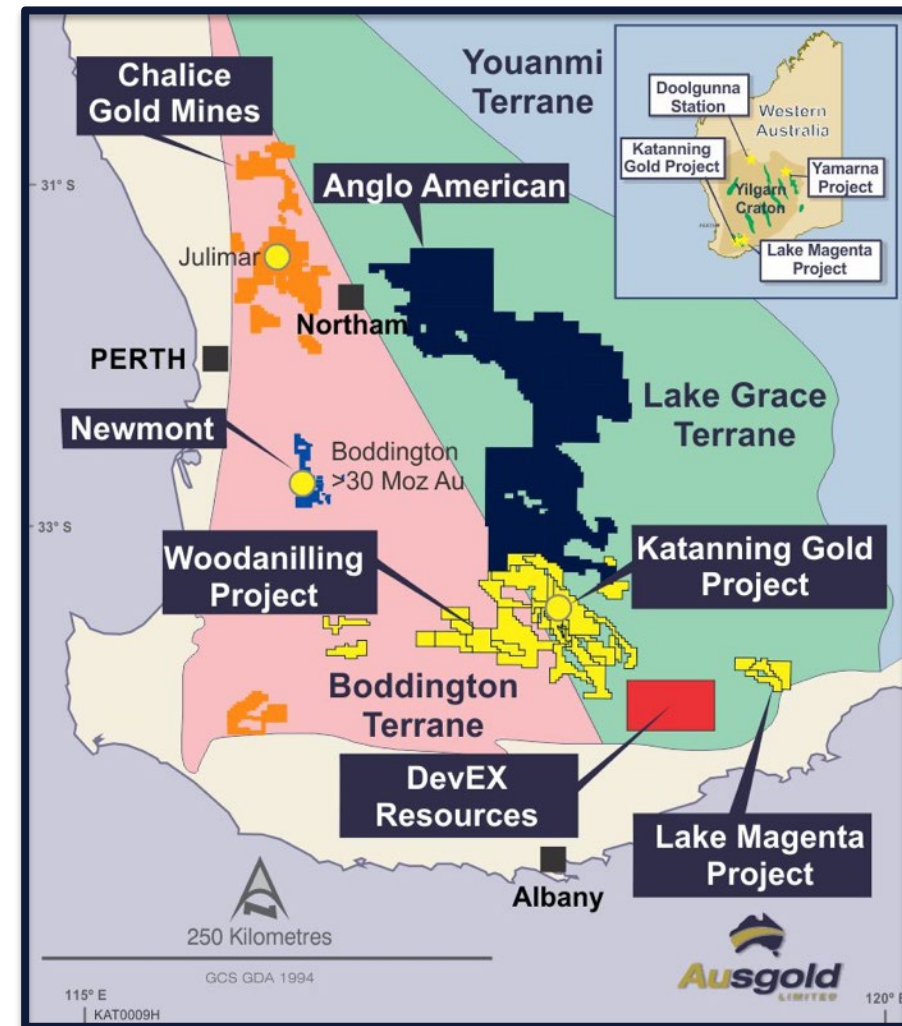 Chalice
Gold Mines
Youanmi
Terrane
Doolgunna
Station
Western
Australia
Katanning
Gold Project
Yamarna
Project
Yilgarn
Craton
PERTH
Lake Magenta
Project
31° S
Anglo American
Julimar
Northam
PERTH
Lake Grace
Terrane
Newmont
Boddington
>30 Moz Au
33° S
Woodanilling
Project
Katanning Gold
Project
Boddington
Terrane
DevEX
Resources
Lake Magenta
Project
Albany
N
250 Kilometres
GCS GDA 1994
Ausgold
LIMITED
115° E
120° E
KAT0009H